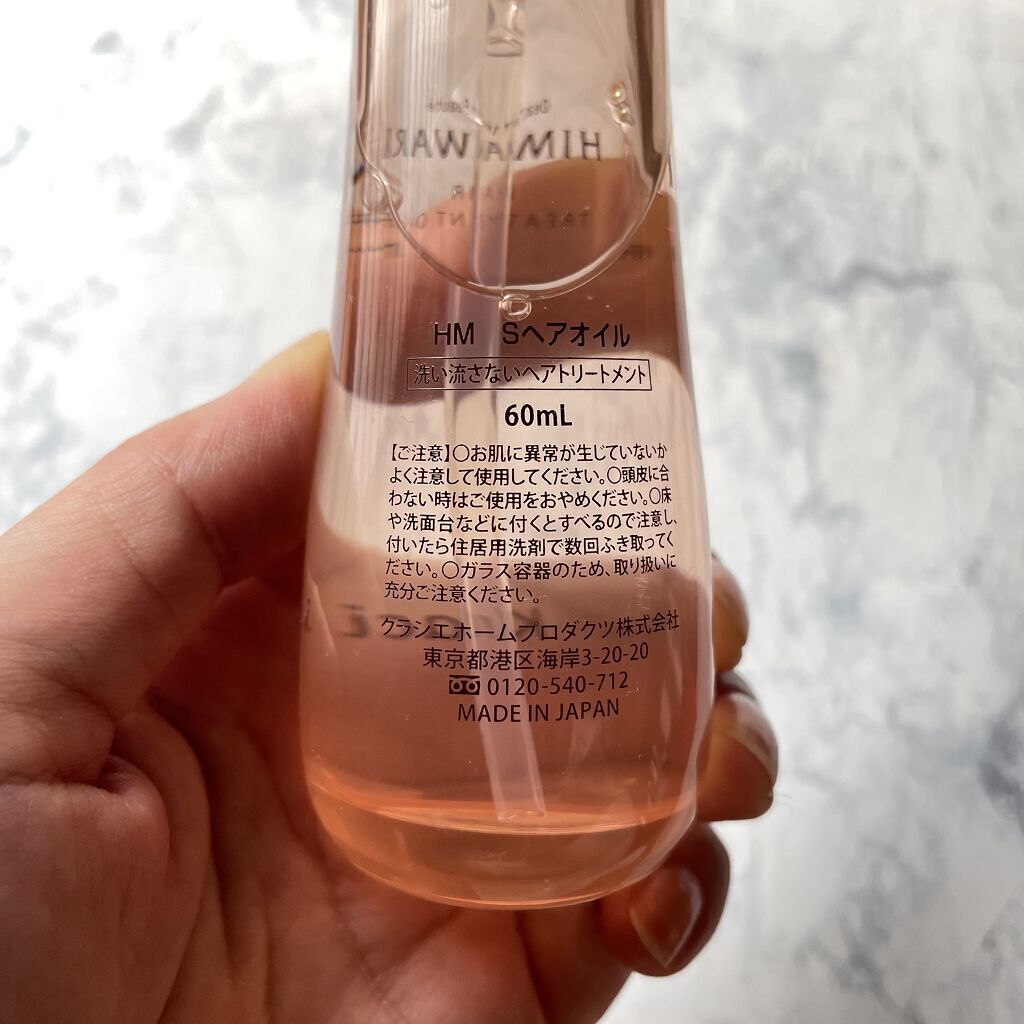 HIMAWARI
HAIR
TREATMENT
HM Sヘアオイル
洗い流さないヘアトリートメント
60mL
【ご注意】〇お肌に異常が生じていないか
よく注意して使用してください。〇頭皮に合
わない時はご使用をおやめください。〇床
や洗面台などに付くとすべるので注意し、
付いたら住居用洗剤で数回ふき取ってく
ださい。〇ガラス容器のため、取り扱いに
充分ご注意ください。
クラシエホームプロダクツ株式会社
東京都港区海岸3-20-20
0120-540-712
MADE IN JAPAN